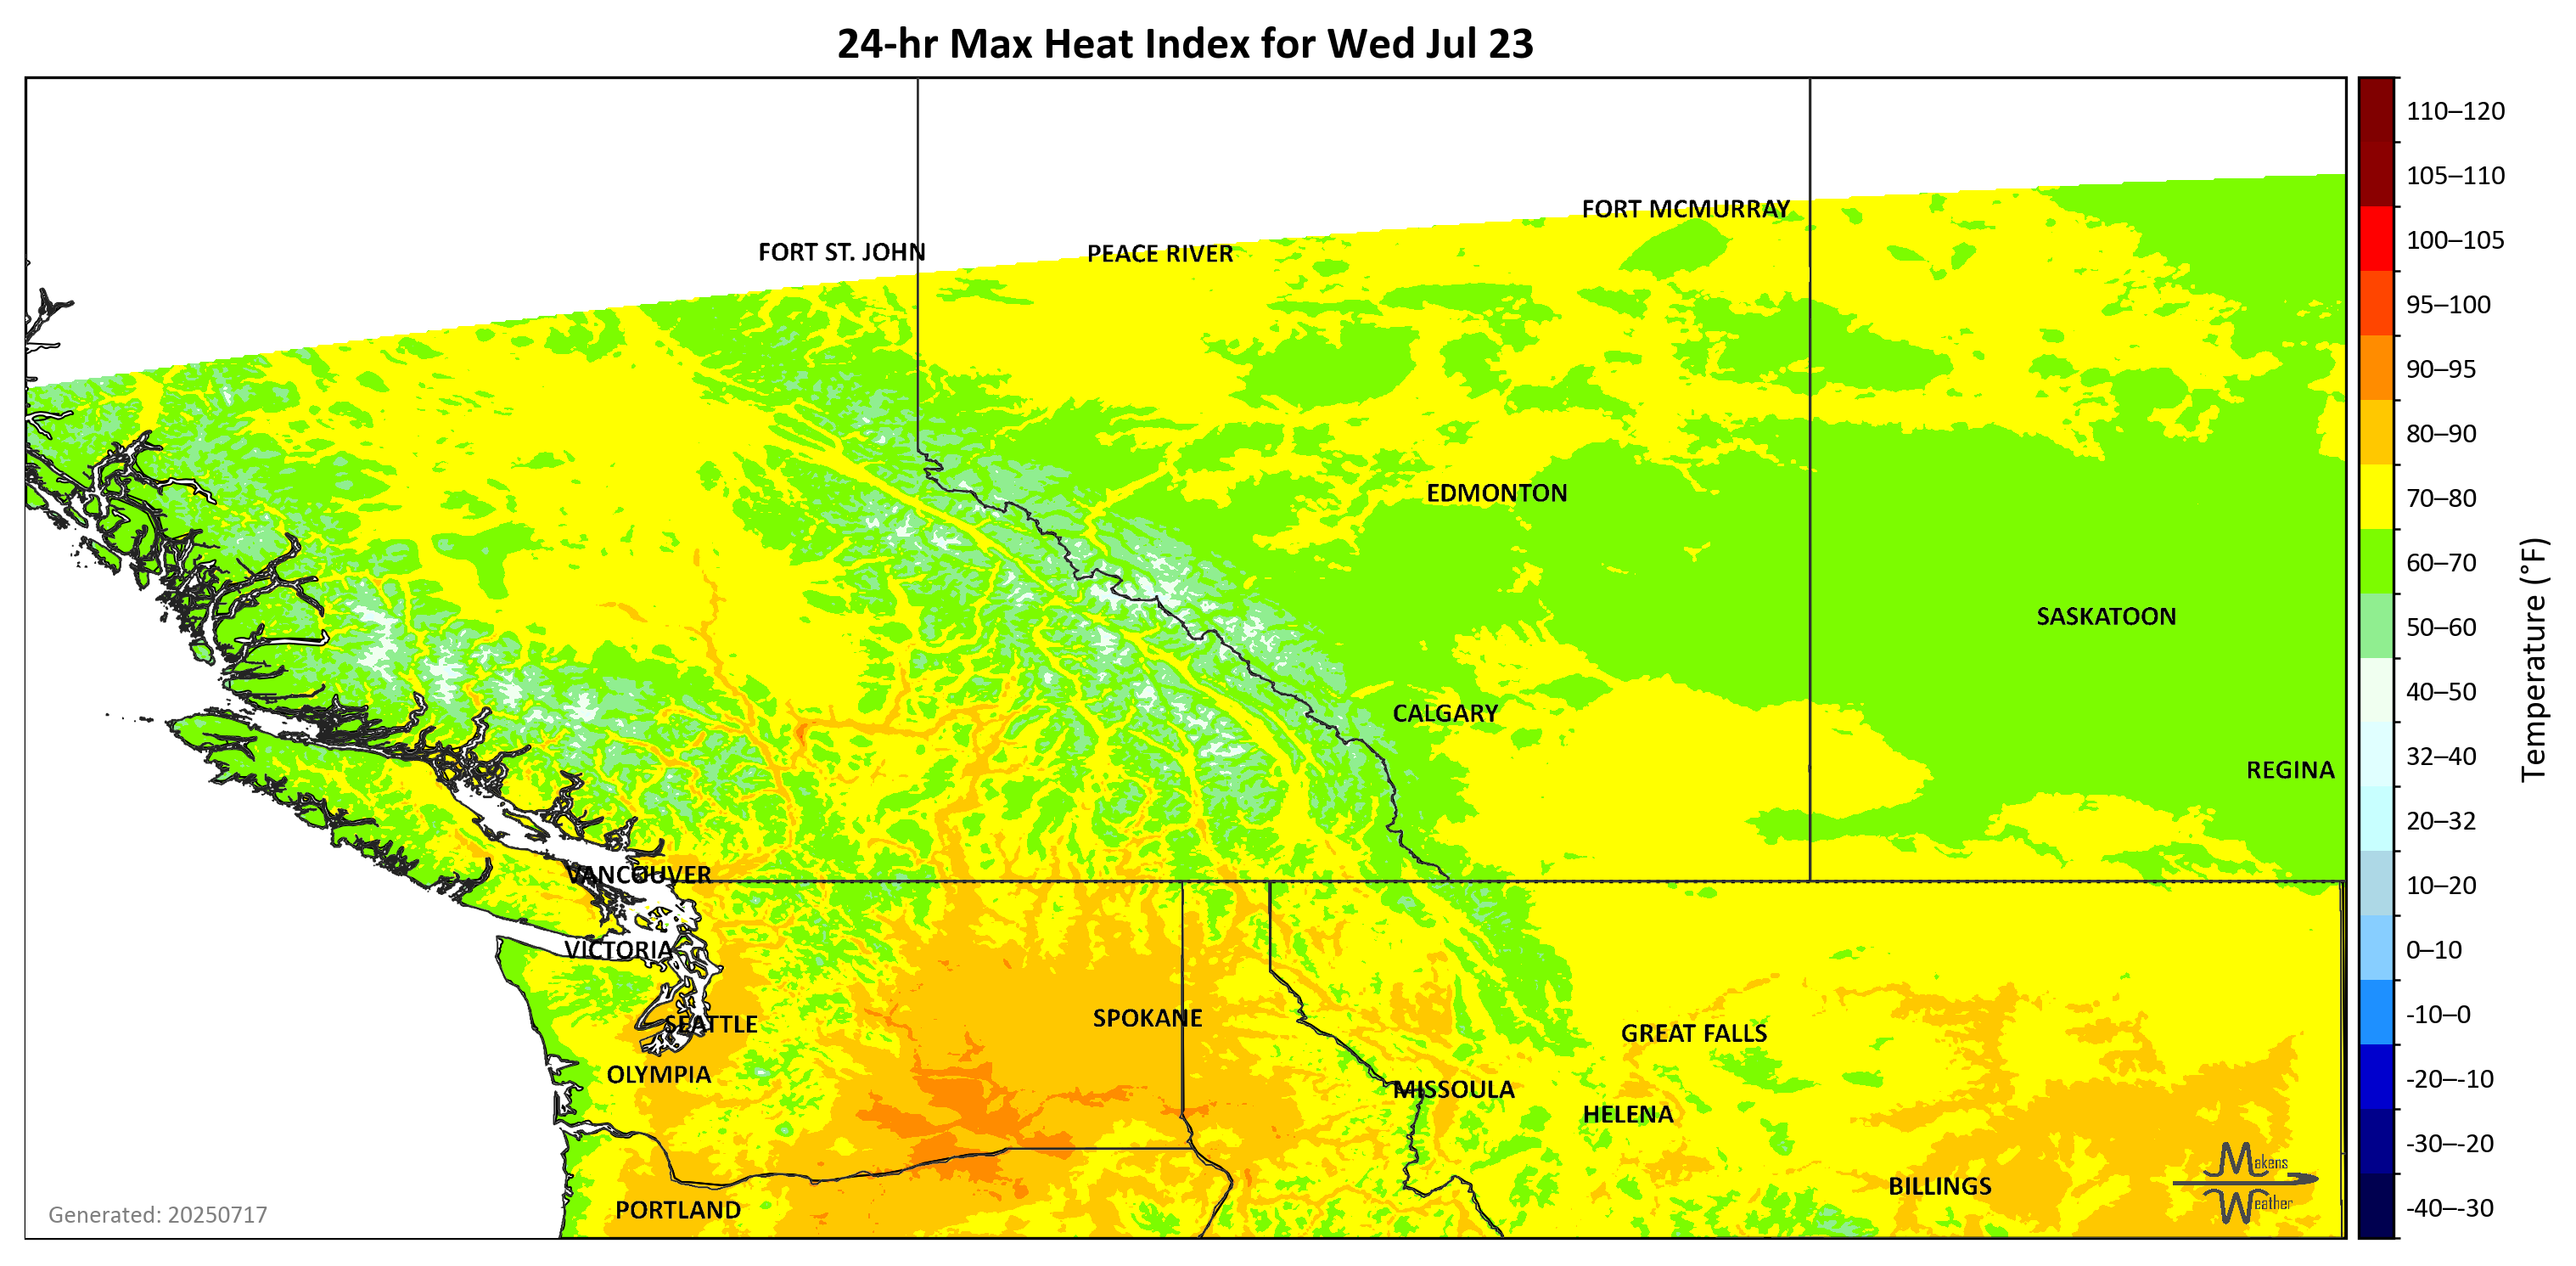 24-hr Max Heat Index for Wed Jul 23
FORT MCMURRAY
FORT ST. JOHN
PEACE RIVER
EDMONTON
SASKATOON
CALGARY
REGINA
VANCOUVER
VICTORIA
SEATTLE
SPOKANE
GREAT FALLS
OLYMPIA
MISSOULA
HELENA
BILLINGS
PORTLAND
Makens
Weather
Generated: 20250717
110–120
105–110
100–105
95–100
90–95
80–90
70–80
60–70
50–60
40–50
32–40
20–32
10–20
0–10
-10–0
-20–-10
-30–-20
-40–-30
Temperature (°F)